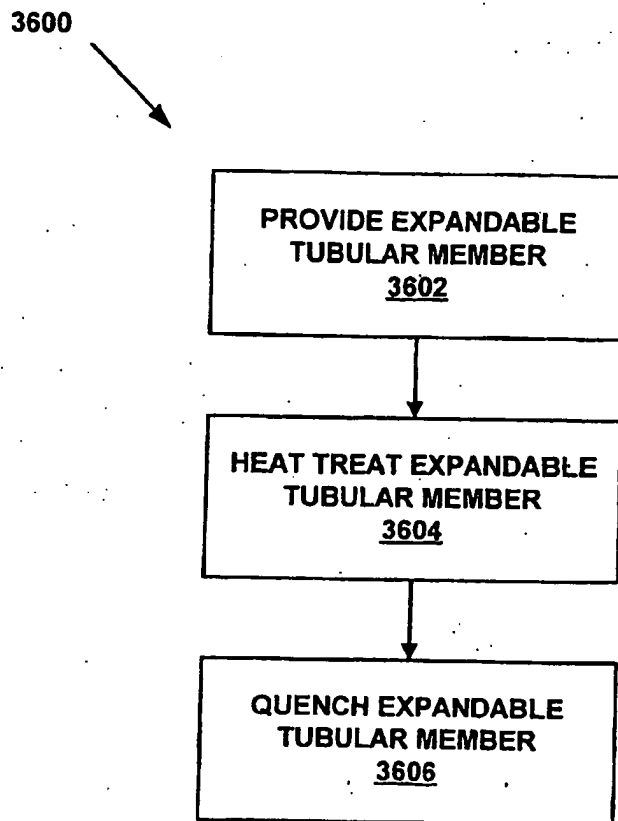 3600
PROVIDE EXPANDABLE
TUBULAR MEMBER
3602
HEAT TREAT EXPANDABLE
TUBULAR MEMBER
3604
QUENCH EXPANDABLE
TUBULAR MEMBER
3606